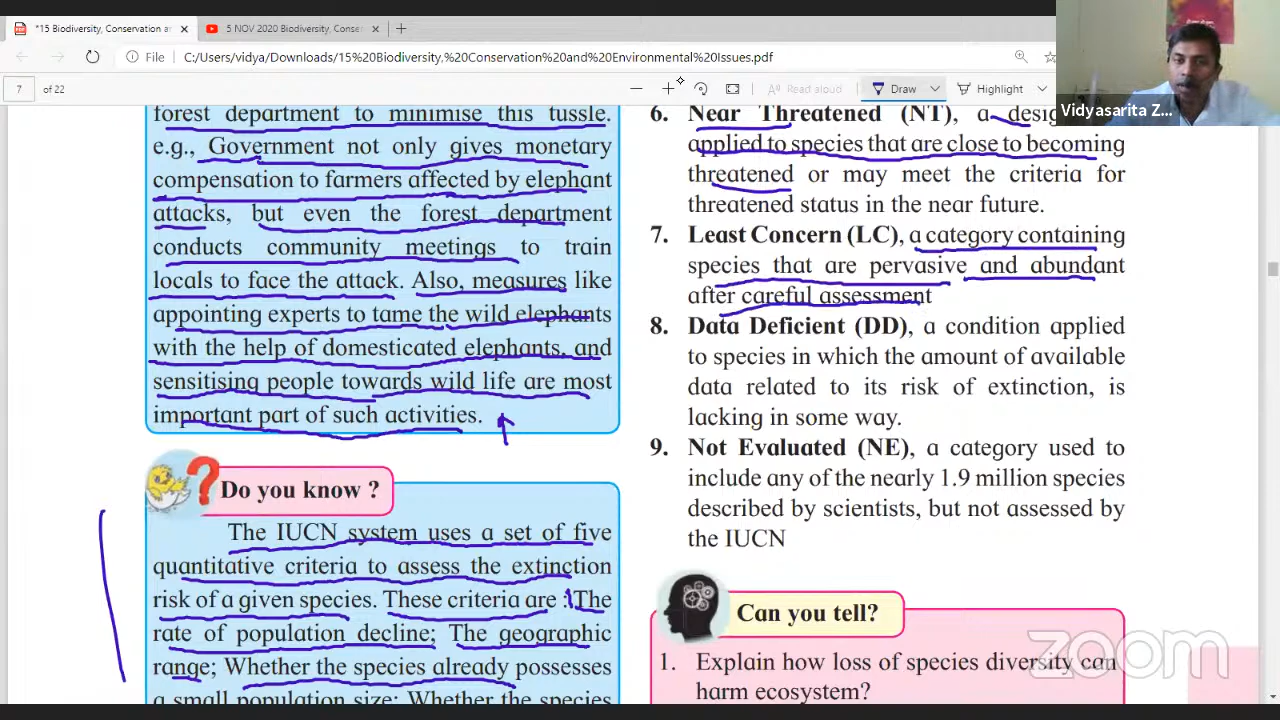 *15 Biodiversity, Conservation a
5 NOV 2020 Biodiversity, Conser
File
C:/Users/vidya/Downloads/15%20Biodiversity,%20Conservation%20and%20Environmental%20Issues.pdf
7 of 22
Read aloud
Draw
Highlight
Vidyasarita Z...
forest department to minimise this tussle.
e.g., Government not only gives monetary
compensation to farmers affected by elephant
attacks, but even the forest department
conducts community meetings to train
locals to face the attack. Also, measures like
appointing experts to tame the wild elephants
with the help of domesticated elephants, and
sensitising people towards wild life are most
important part of such activities.
Do you know ?
The IUCN system uses a set of five
quantitative criteria to assess the extinction
risk of a given species. These criteria are : The
rate of population decline; The geographic
range; Whether the species already possesses
a small population size; Whether the species
6. Near Threatened (NT), a desig
applied to species that are close to becoming
threatened or may meet the criteria for
threatened status in the near future.
7. Least Concern (LC), a category containing
species that are pervasive and abundant
after careful assessment
8. Data Deficient (DD), a condition applied
to species in which the amount of available
data related to its risk of extinction, is
lacking in some way.
9. Not Evaluated (NE), a category used to
include any of the nearly 1.9 million species
described by scientists, but not assessed by
the IUCN
Can you tell?
1. Explain how loss of species diversity can
harm ecosystem?
zoom